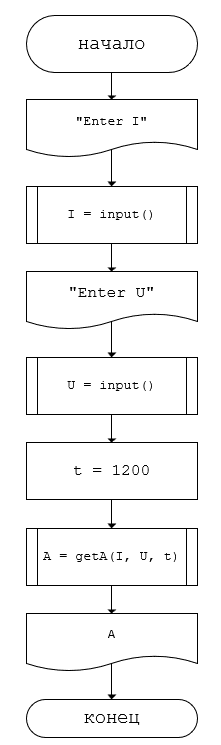 начало
"Enter I"
I = input()
"Enter U"
U = input()
t = 1200
A = getA(I, U, t)
A
конец